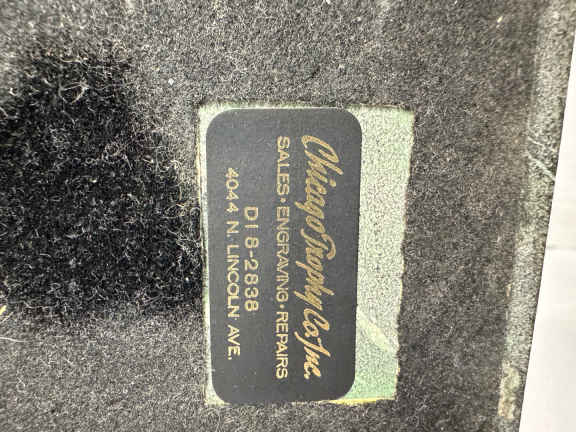 Chicago Trophy Co. Inc.
SALES • ENGRAVING • REPAIRS
DI 8-2838
4044 N. LINCOLN AVE.